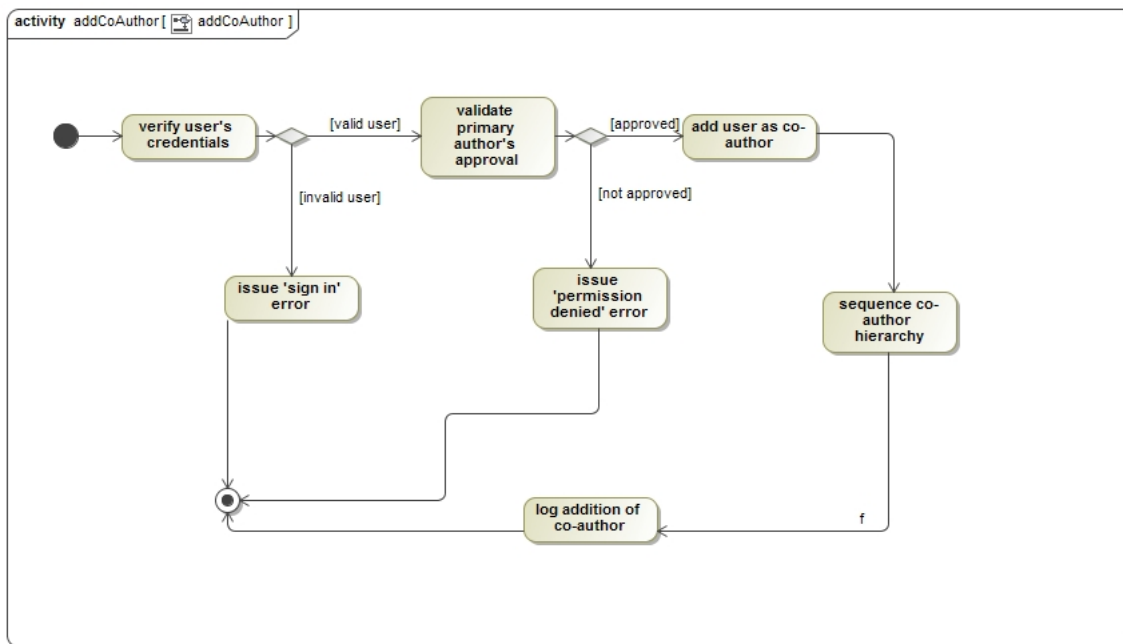 activity addCoAuthor [ addCoAuthor ]
verify user's
credentials
[valid user]
validate
primary
author's
approval
[approved]
add user as co-
author
[invalid user]
[not approved]
issue 'sign in'
error
issue
'permission
denied' error
sequence co-
author
hierarchy
log addition of
co-author
f